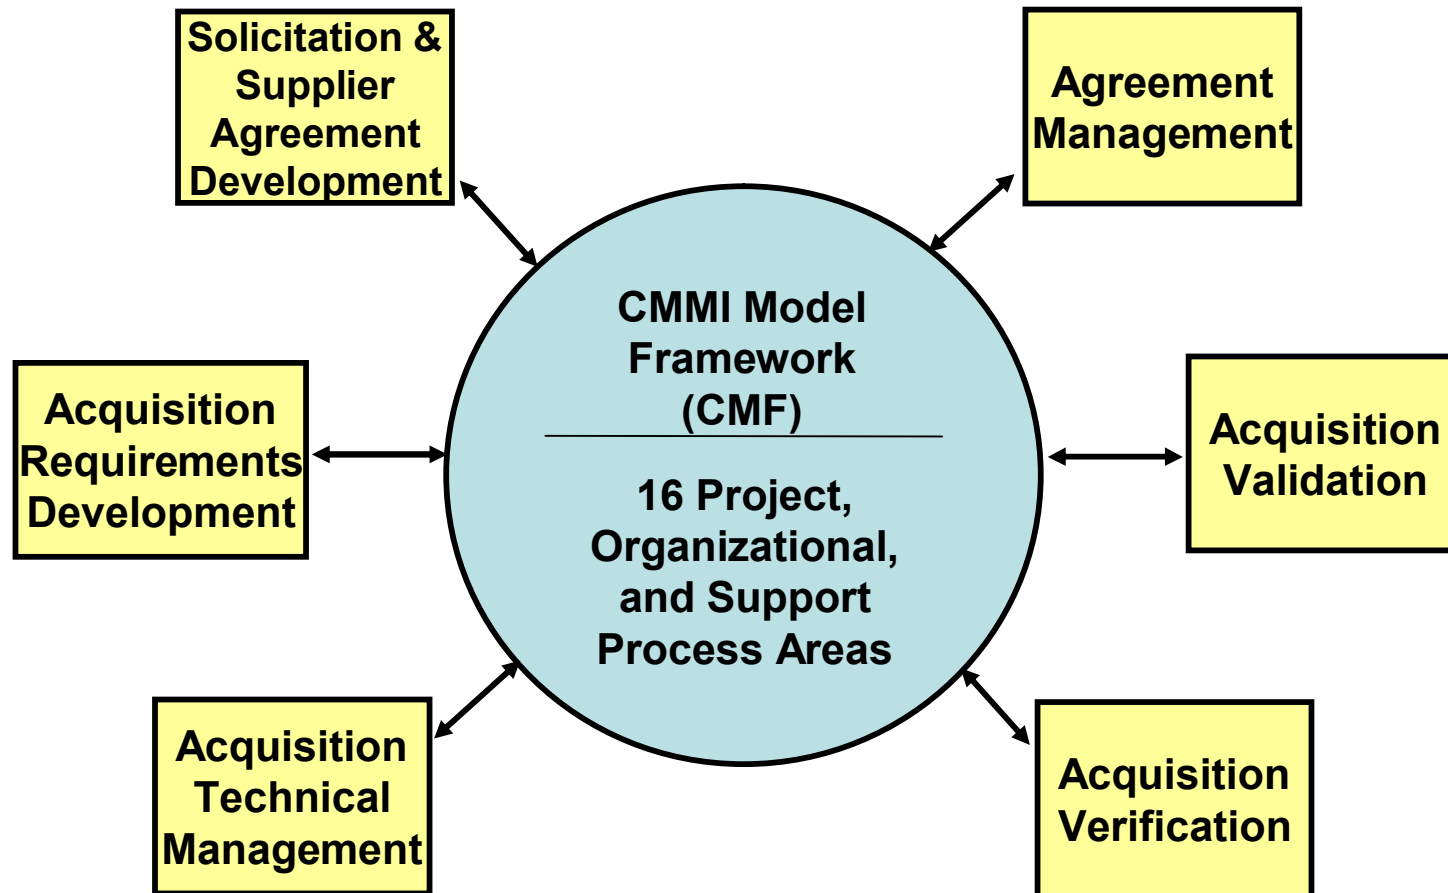 Solicitation &
Supplier
Agreement
Development
Agreement
Management
CMMI Model
Framework
(CMF)
16 Project,
Organizational,
and Support
Process Areas
Acquisition
Requirements
Development
Acquisition
Validation
Acquisition
Technical
Management
Acquisition
Verification